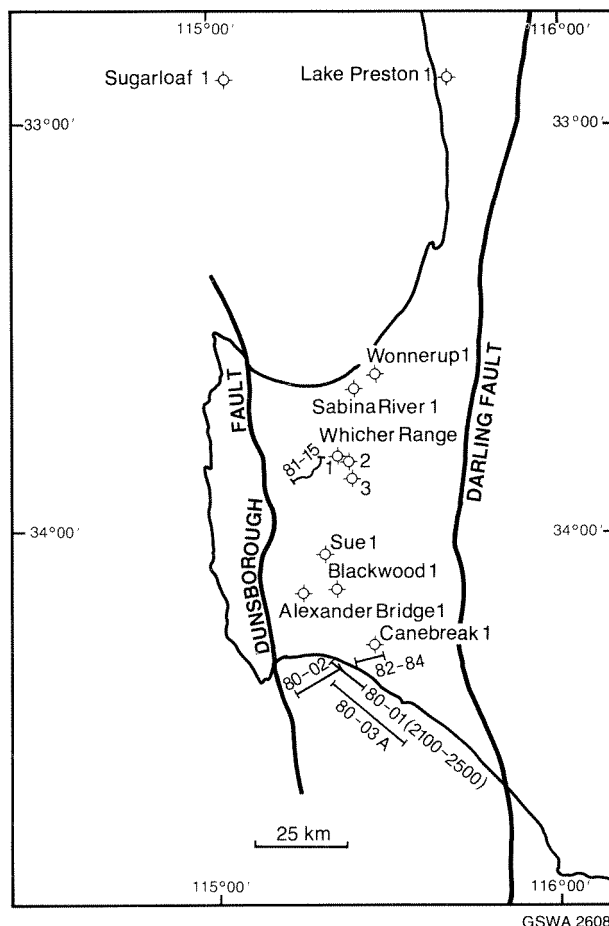 115°00'
116°00'
Sugarloaf 1
Lake Preston 1
33°00'
33°00'
Wonnerup 1
Sabina River 1
Whicher Range
1
2
3
81-15
FAULT
DUNSBOROUGH
DARLING FAULT
34°00'
34°00'
Sue 1
Blackwood 1
Alexander Bridge 1
Canebreak 1
82-84
80-02
80-01 (2100-2500)
80-03 A
25 km
115°00'
116°00'
GSWA 2608